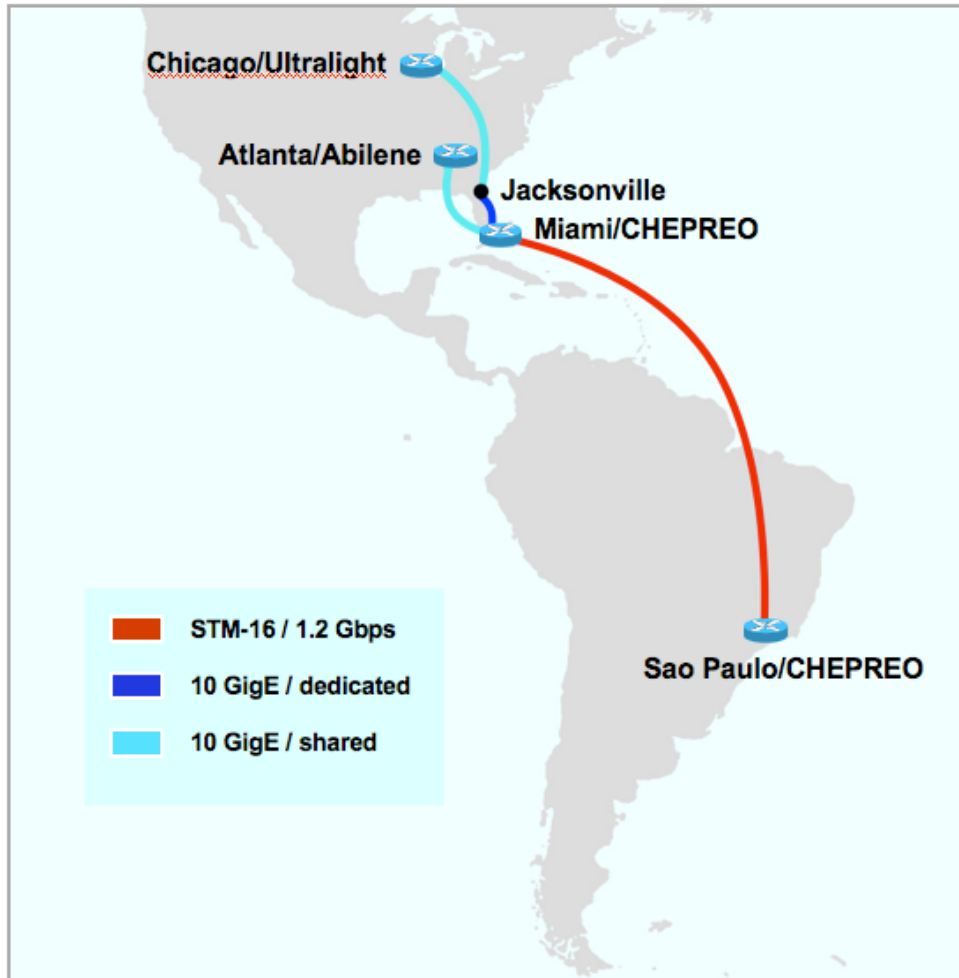 Chicago/Ultralight
Atlanta/Abilene
Jacksonville
Miami/CHEPREO
STM-16 / 1.2 Gbps
10 GigE / dedicated
10 GigE / shared
Sao Paulo/CHEPREO